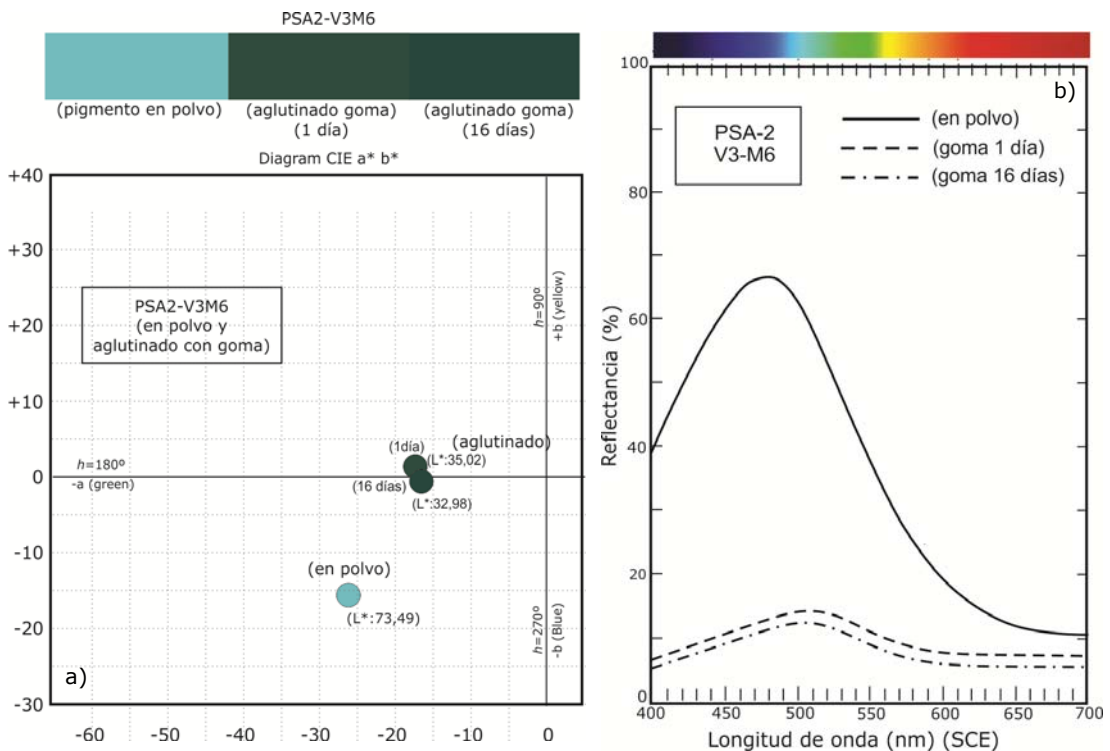 PSA2-V3M6
(pigmento en polvo)
(aglutinado goma)
(1 día)
(aglutinado goma)
(16 días)
Diagram CIE a* b*
+40
+30
+20
+10
0
-10
-20
-30
-60
-50
-40
-30
-20
-10
0
PSA2-V3M6
(en polvo y
aglutinado con goma)
h=90º
+b (yellow)
(aglutinado)
(1día)
(L*:35,02)
h=180º
-a (green)
(16 días)
(L*:32,98)
(en polvo)
(L*:73,49)
h=270º
-b (Blue)
a)
b)
100
80
60
40
20
0
Reflectancia (%)
PSA-2
V3-M6
(en polvo)
(goma 1 día)
(goma 16 días)
400
450
500
550
600
650
700
Longitud de onda (nm) (SCE)